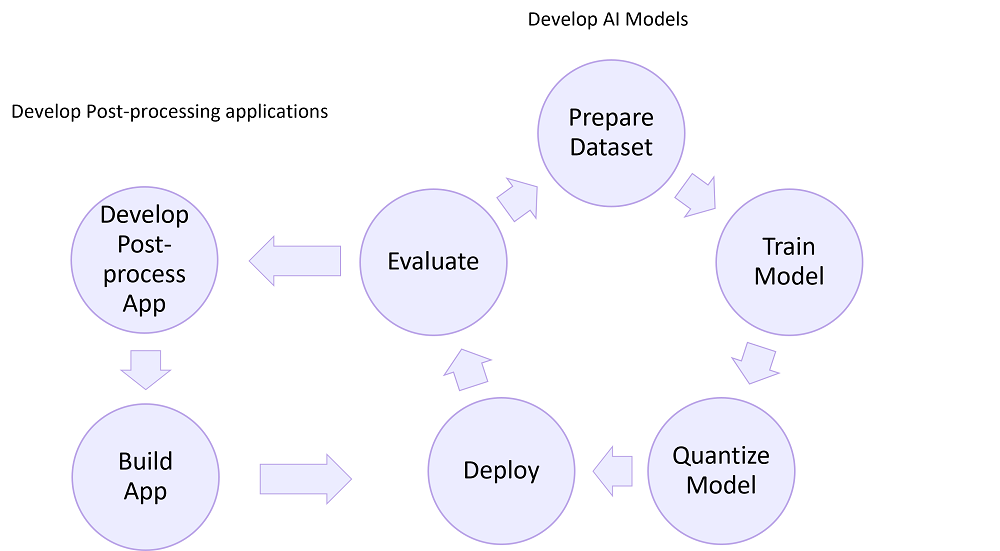 Develop AI Models
Develop Post-processing applications
Prepare
Dataset
Train
Model
Quantize
Model
Deploy
Evaluate
Develop
Post-
process
App
Build
App